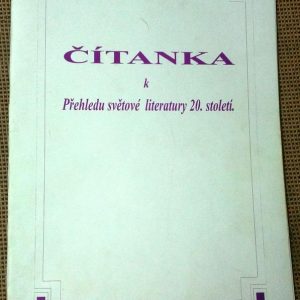 ČÍTANKA
k
Přehledu světové literatury 20. století.